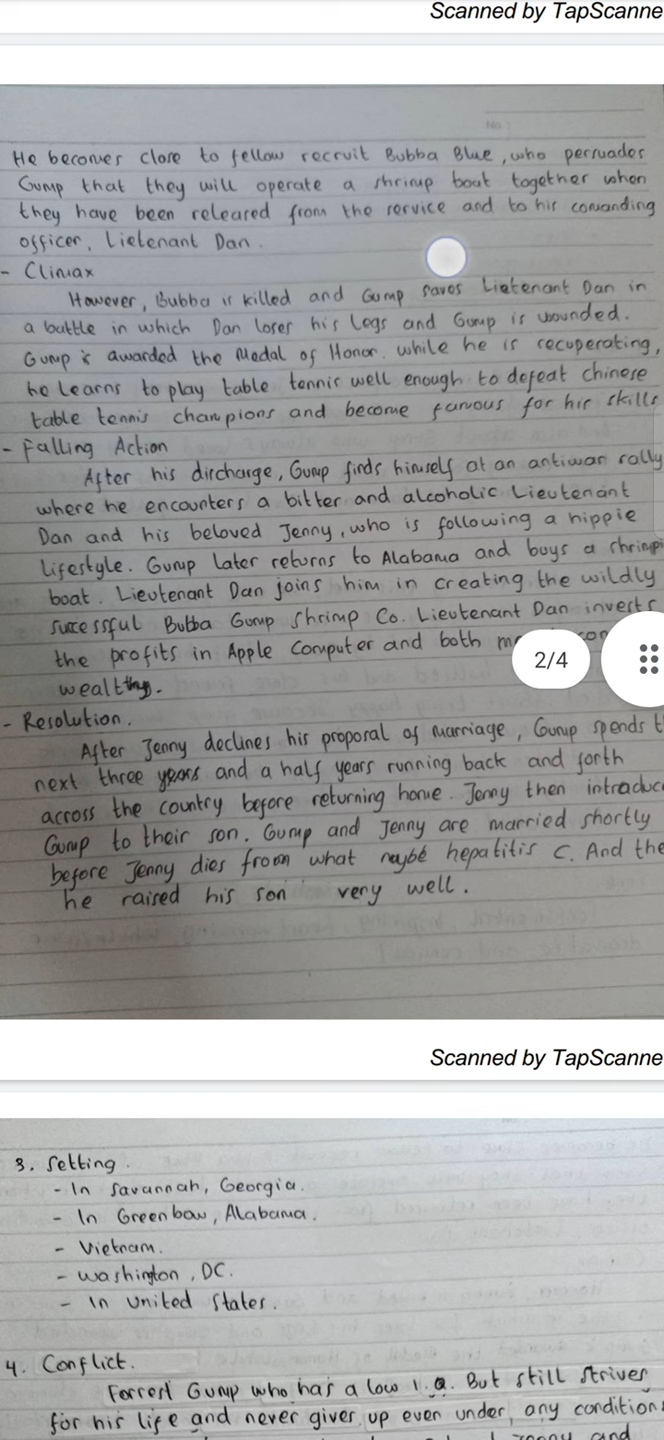 Scanned by TapScanne
He becomes close to fellow recruit Bubba Blue, who persuades
Gump that they will operate a shrimp boat together when
they have been released from the service and to his comanding
officer, Lietenant Dan.
- Climax
However, Bubba is killed and Gump saves Lietenant Dan in
a battle in which Dan loses his legs and Gump is wounded.
Gump is awarded the Medal of Honor. while he is recuperating,
he learns to play table tennis well enough to defeat chinese
table tennis champions and become famous for his skills
- Falling Action
After his discharge, Gump finds himself at an antiwar rally
where he encounters a bitter and alcoholic Lieutenant
Dan and his beloved Jenny, who is following a hippie
lifestyle. Gump later returns to Alabama and buys a shrimpi
boat. Lieutenant Dan joins him in creating the wildly
successful Bubba Gump Shrimp Co. Lieutenant Dan invests
the profits in Apple Computer and both
wealthy.
2/4
- Resolution.
After Jenny declines his proposal of marriage, Gump spends t
next three years and a half years running back and forth
across the country before returning home. Jenny then introduc
Gump to their son. Gump and Jenny are married shortly
before Jenny dies from what maybe hepatitis C. And the
he raised his son very well.
Scanned by TapScanne
3. Setting.
- In Savannah, Georgia.
- In Greenbow, Alabama.
- Vietnam.
- Washington, DC.
- In United States.
4. Conflict.
Forrest Gump who has a low I.Q. But still strives
for his life and never gives up even under any condition
and